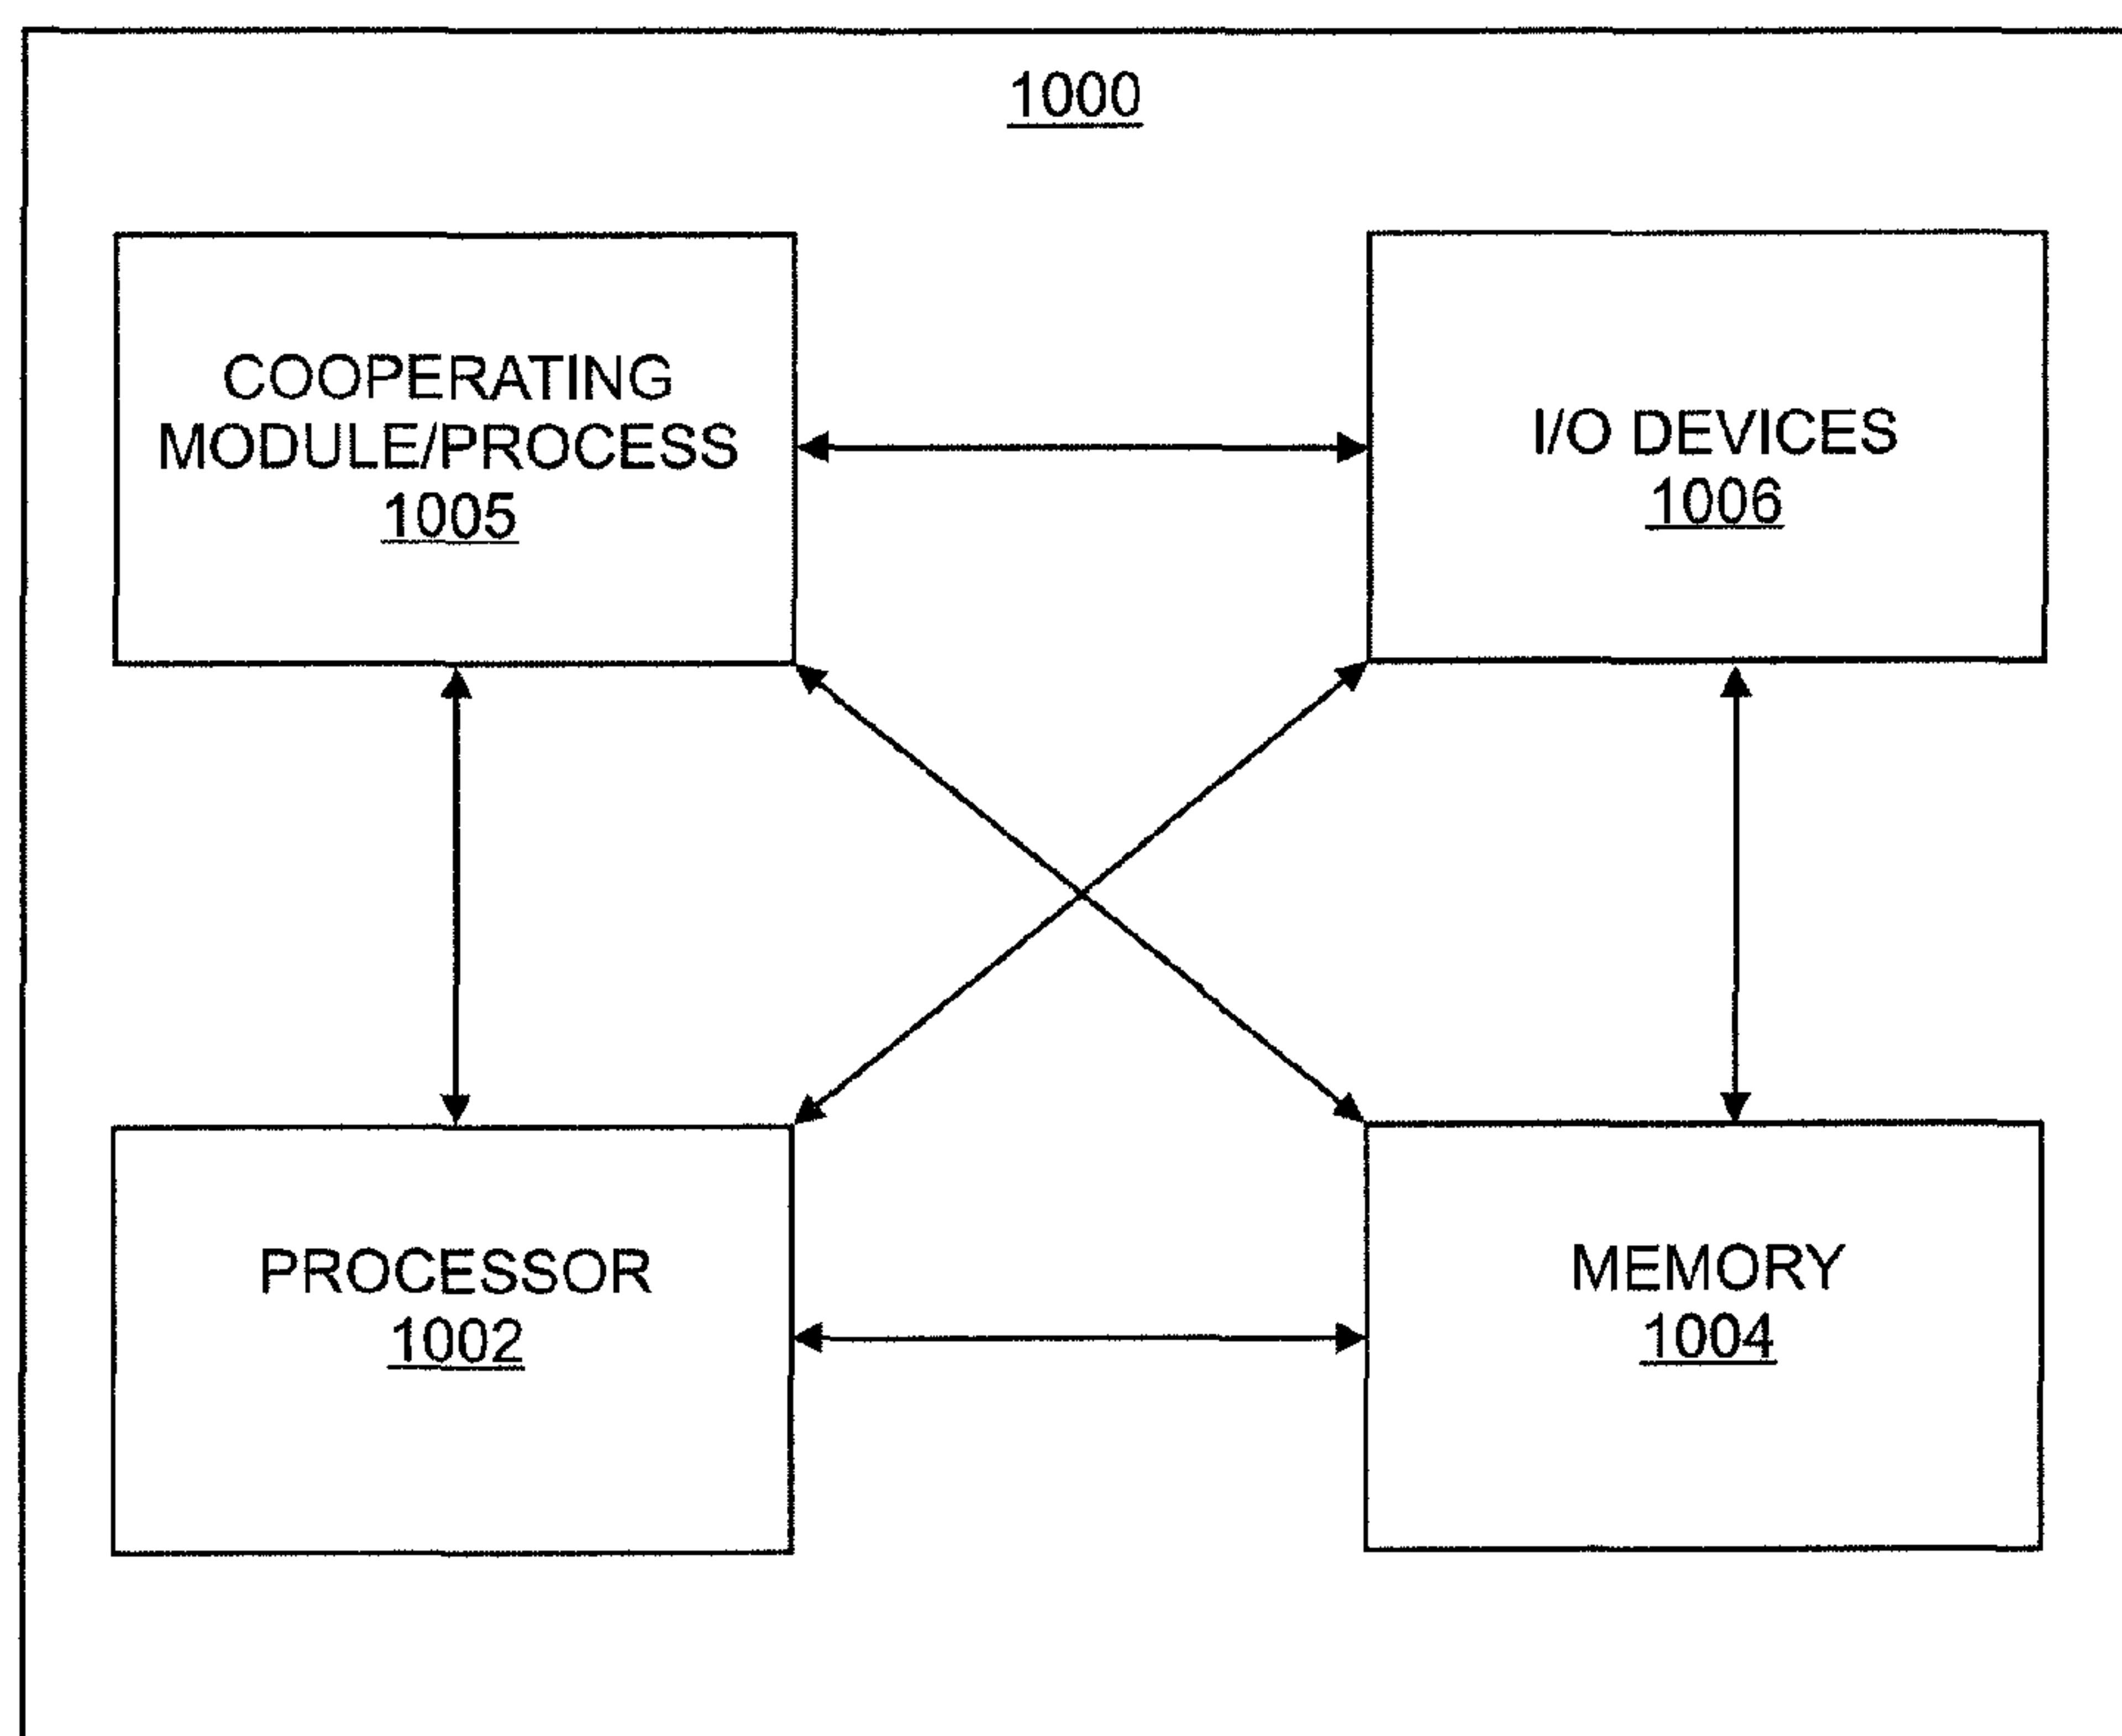 1000
COOPERATING
MODULE/PROCESS
1005
I/O DEVICES
1006
PROCESSOR
1002
MEMORY
1004